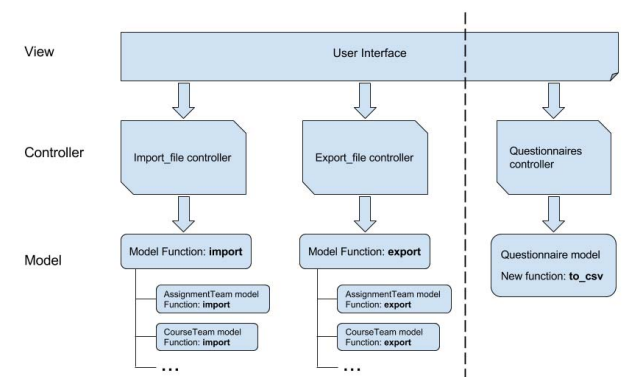 View
User Interface
Controller
Import_file controller
Export_file controller
Questionnaires
controller
Model
Model Function: import
Model Function: export
Questionnaire model
New function: to_csv
AssignmentTeam model
Function: import
AssignmentTeam model
Function: export
CourseTeam model
Function: import
CourseTeam model
Function: export
...
...